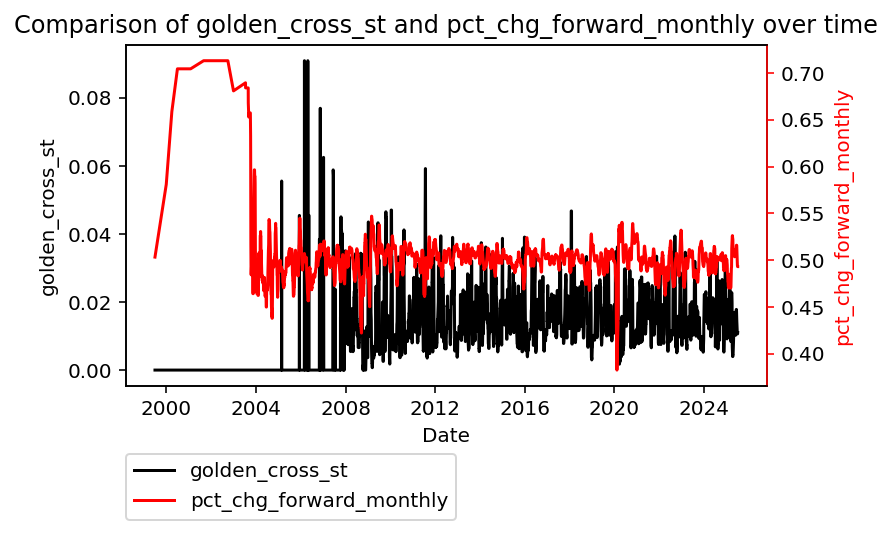 Comparison of golden_cross_st and pct_chg_forward_monthly over time
golden_cross_st
0.08
0.06
0.04
0.02
0.00
0.70
0.65
0.60
0.55
0.50
0.45
0.40
pct_chg_forward_monthly
2000 2004 2008 2012 2016 2020 2024
Date
golden_cross_st
pct_chg_forward_monthly